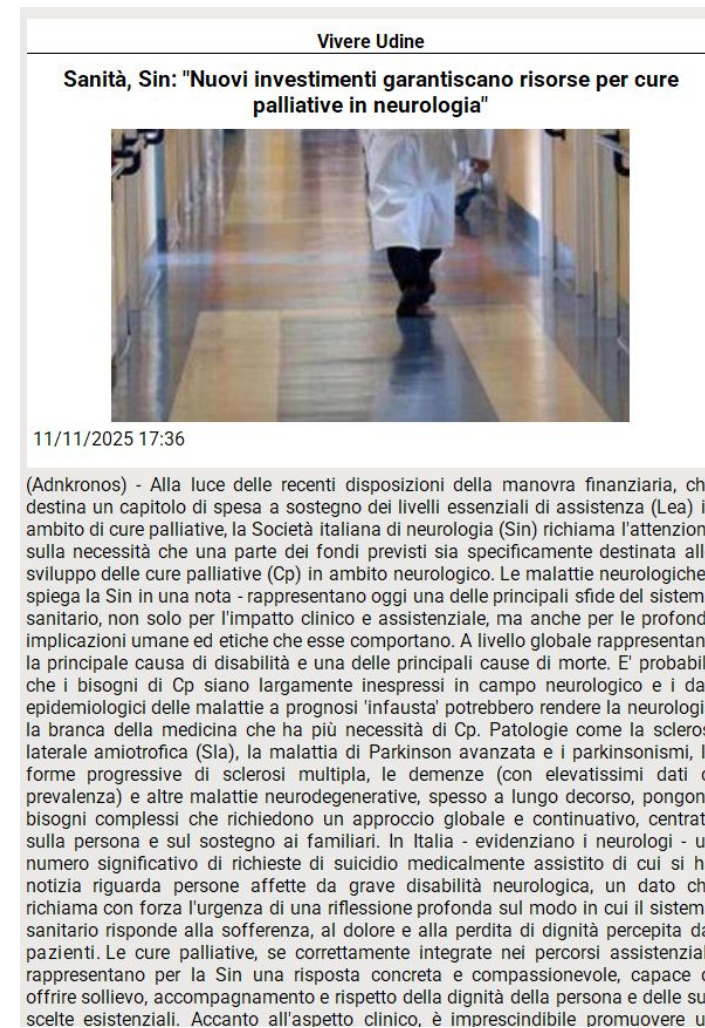 Vivere Udine
Sanità, Sin: "Nuovi investimenti garantiscano risorse per cure
palliative in neurologia"
11/11/2025 17:36
(Adnkronos) - Alla luce delle recenti disposizioni della manovra finanziaria, ch
destina un capitolo di spesa a sostegno dei livelli essenziali di assistenza (Lea) i
ambito di cure palliative, la Società italiana di neurologia (Sin) richiama l'attenzion
sulla necessità che una parte dei fondi previsti sia specificamente destinata all
sviluppo delle cure palliative (Cp) in ambito neurologico. Le malattie neurologiche
spiega la Sin in una nota - rappresentano oggi una delle principali sfide del sistem
sanitario, non solo per l'impatto clinico e assistenziale, ma anche per le profond
implicazioni umane ed etiche che esse comportano. A livello globale rappresentan
la principale causa di disabilità e una delle principali cause di morte. E' probabil
che i bisogni di Cp siano largamente inespressi in campo neurologico e i da
epidemiologici delle malattie a prognosi 'infausta' potrebbero rendere la neurologi
la branca della medicina che ha più necessità di Cp. Patologie come la scleros
laterale amiotrofica (Sla), la malattia di Parkinson avanzata e i parkinsonismi, l
forme progressive di sclerosi multipla, le demenze (con elevatissimi dati d
prevalenza) e altre malattie neurodegenerative, spesso a lungo decorso, pongon
bisogni complessi che richiedono un approccio globale e continuativo, centrat
sulla persona e sul sostegno ai familiari. In Italia - evidenziano i neurologi - u
numero significativo di richieste di suicidio medicalmente assistito di cui si h
notizia riguarda persone affette da grave disabilità neurologica, un dato ch
richiama con forza l'urgenza di una riflessione profonda sul modo in cui il sistem
sanitario risponde alla sofferenza, al dolore e alla perdita di dignità percepita da
pazienti. Le cure palliative, se correttamente integrate nei percorsi assistenzial
rappresentano per la Sin una risposta concreta e compassionevole, capace d
offrire sollievo, accompagnamento e rispetto della dignità della persona e delle su
scelte esistenziali. Accanto all'aspetto clinico, è imprescindibile promuovere u